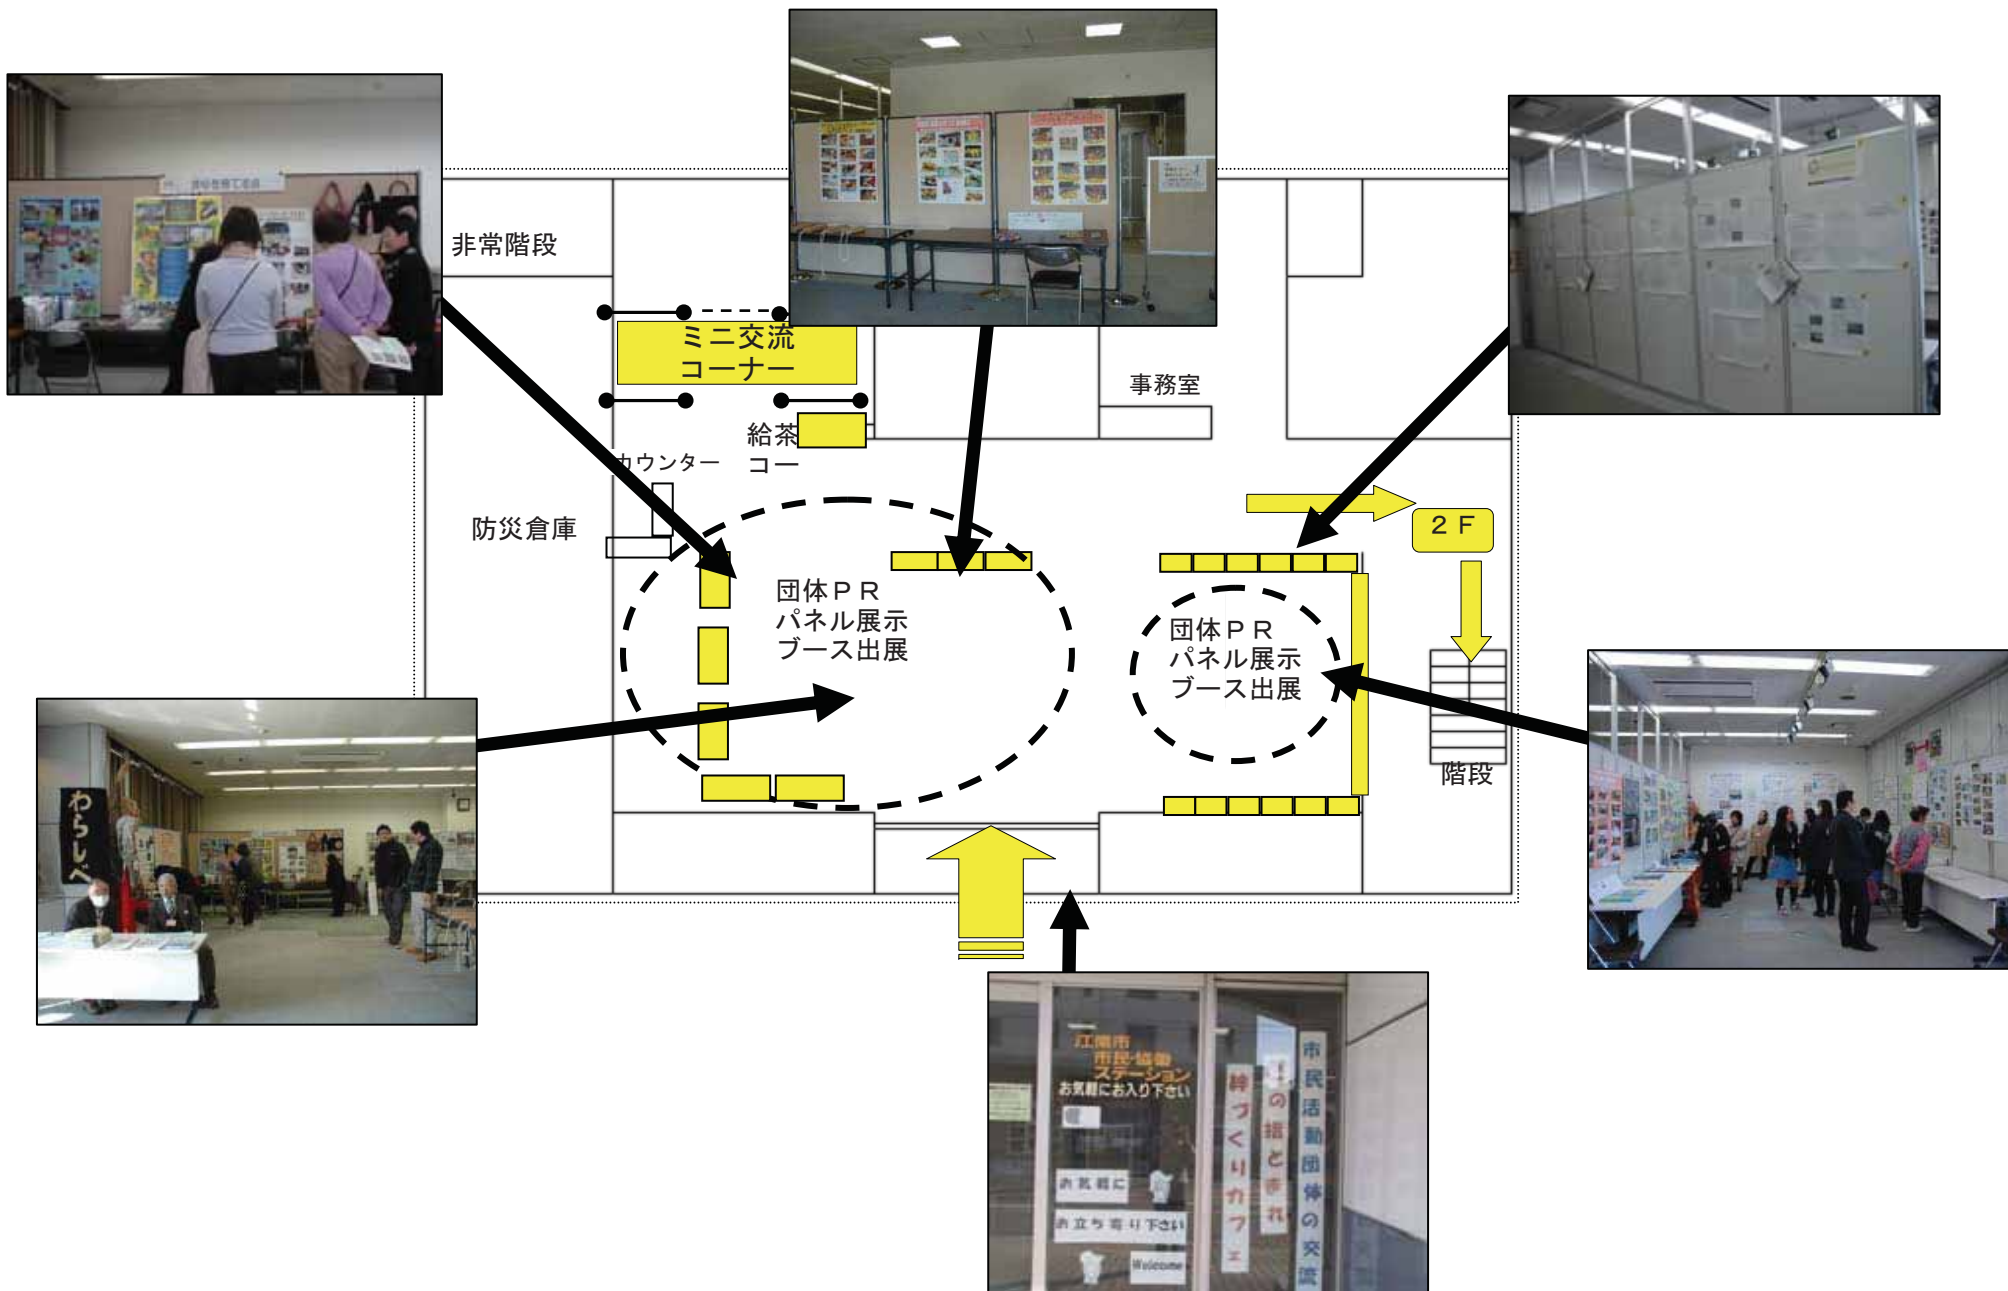 非常階段
ミニ交流
コーナー
事務室
給茶
コー
カウンター
防災倉庫
２Ｆ
団体ＰＲ
パネル展示
ブース出展
団体ＰＲ
パネル展示
ブース出展
階段
わらしべ
江南市
市民・協働
ステーション
お気軽にお入り下さい
お気軽に
お立ち寄り下さい
Welcome
絆づくりカフェ
の指とまれ
市民活動団体の交流